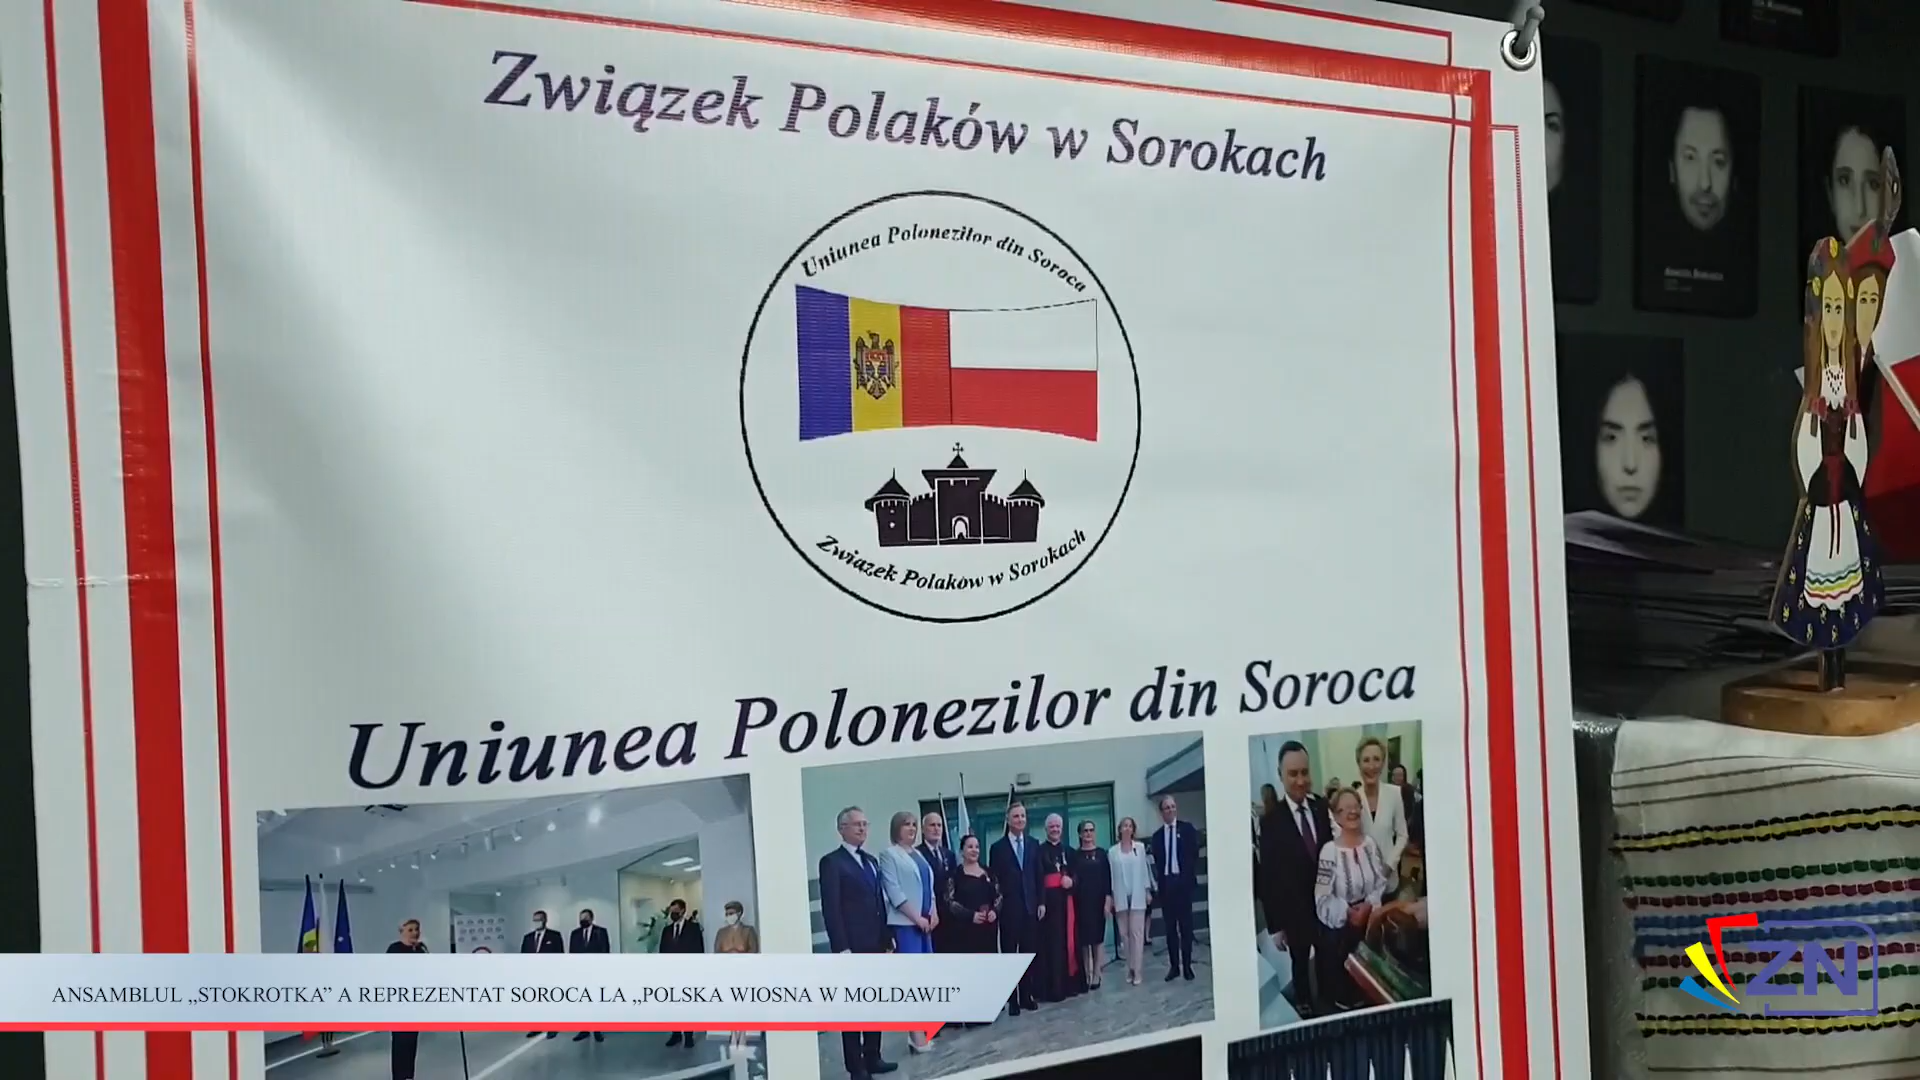 Związek Polaków w Sorokach
Uniunea Polonezilor din Soroca
Związek Polaków w Sorokach
Uniunea Polonezilor din Soroca
ANSAMBLUL „STOKROTKA” A REPREZENTAT SOROCA LA „POLSKA WIOSNA W MOLDAWII”
ZN